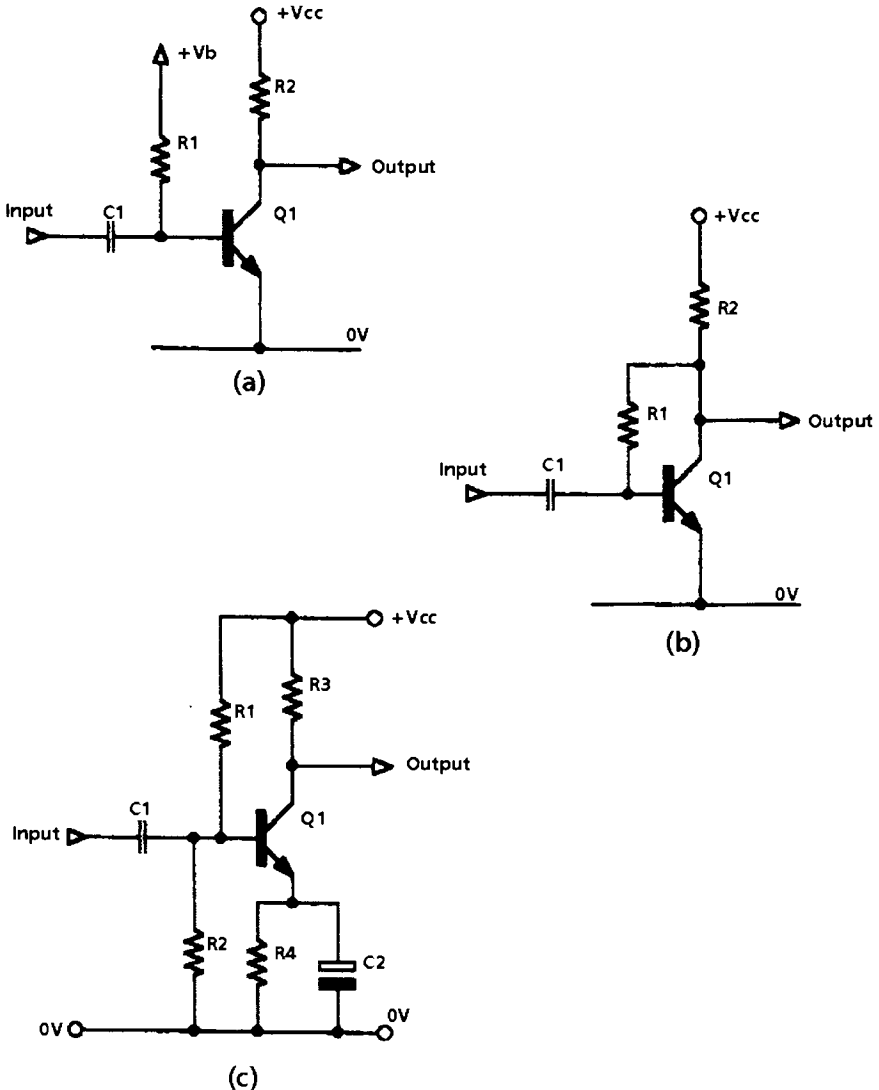 +Vcc
+Vb
R2
R1
Output
Input
C1
Q1
0V
(a)
+Vcc
R2
R1
Output
Input
C1
Q1
0V
(b)
+Vcc
R3
R1
Output
C1
Q1
Input
R2
R4
C2
0V
0V
(c)